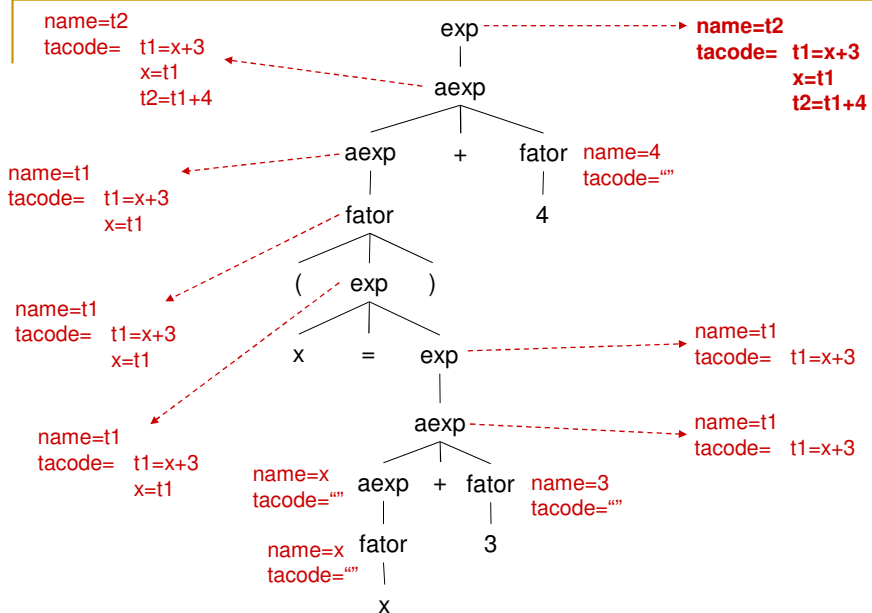 name=t2
tacode= t1=x+3
x=t1
t2=t1+4
exp
name=t2
tacode= t1=x+3
x=t1
t2=t1+4
aexp
aexp + fator
name=4
tacode=“”
name=t1
tacode= t1=x+3
x=t1
fator
4
( exp )
name=t1
tacode= t1=x+3
x=t1
x = exp
name=t1
tacode= t1=x+3
aexp
name=t1
tacode= t1=x+3
name=t1
tacode= t1=x+3
x=t1
name=x
tacode=“”
aexp + fator
name=3
tacode=“”
name=x
tacode=“”
fator
3
x